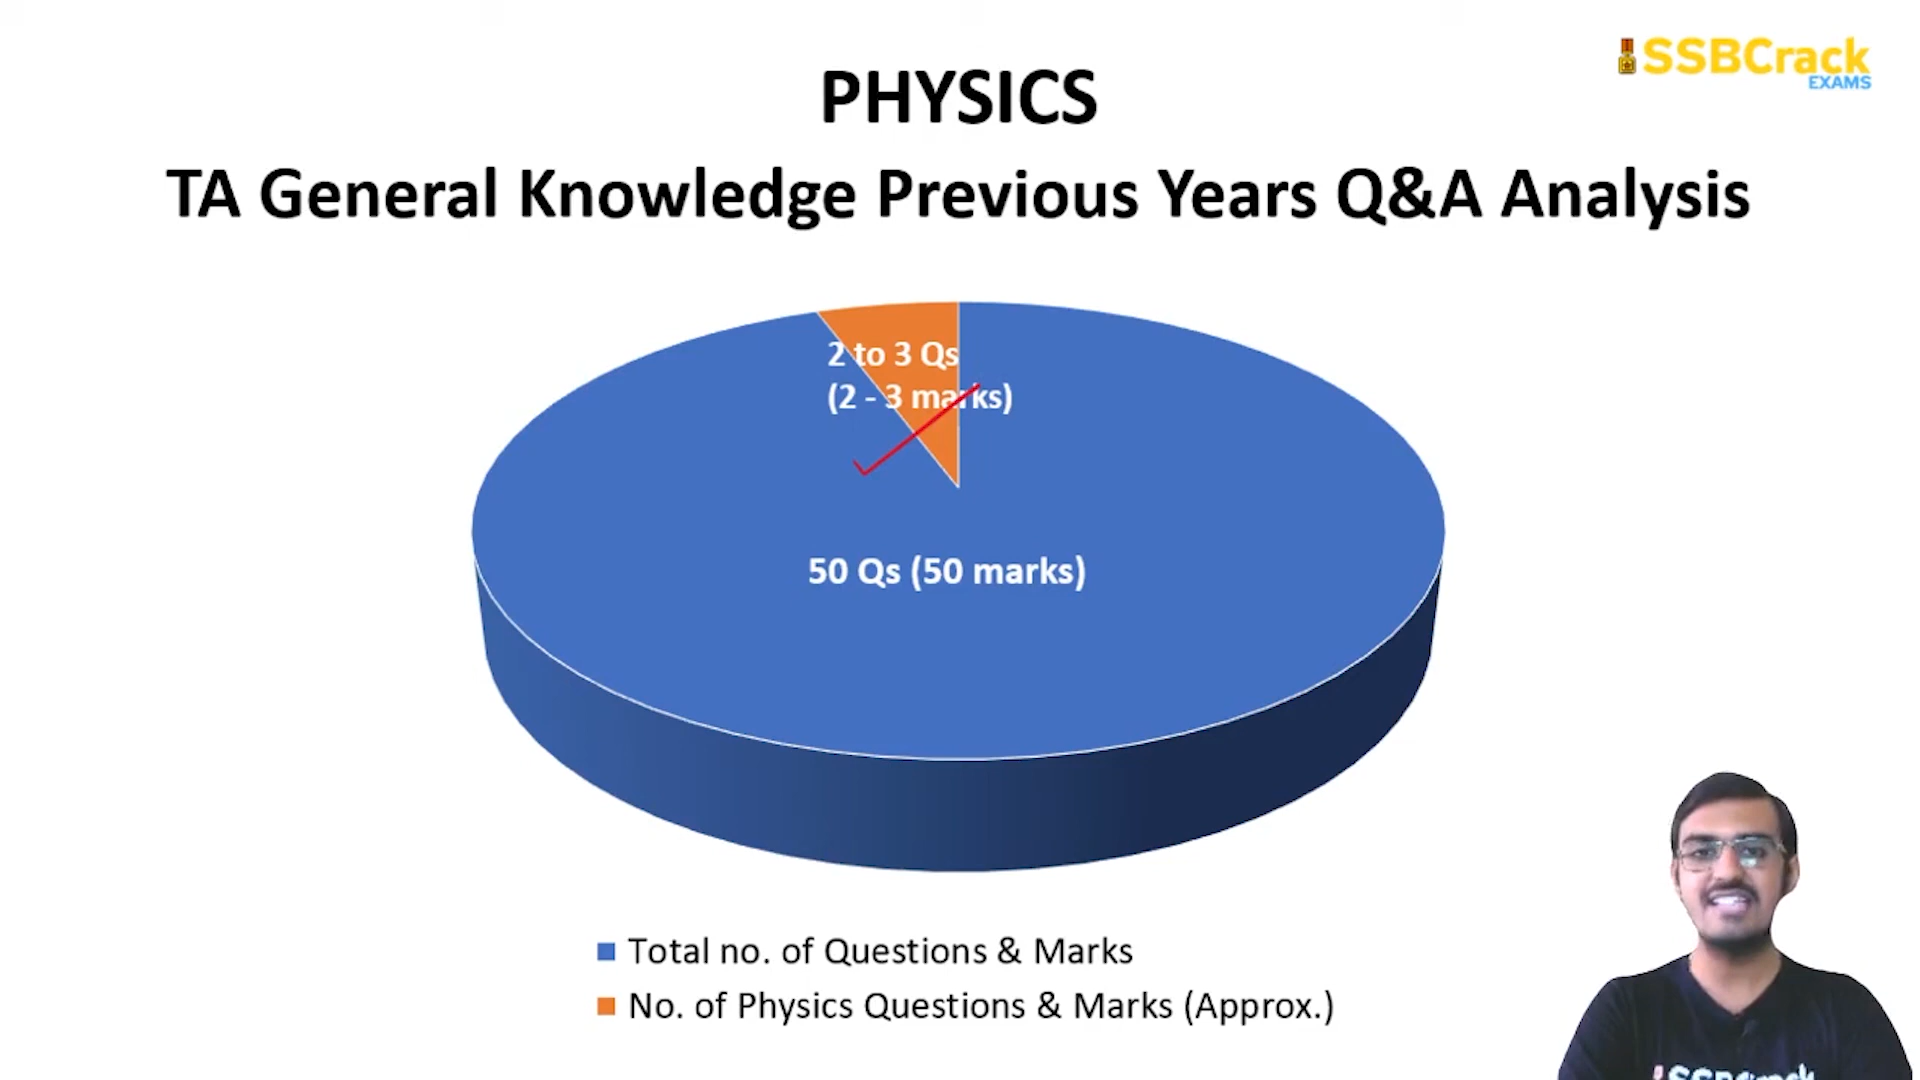 SSBCrack
EXAMS
PHYSICS
TA General Knowledge Previous Years Q&A Analysis
2 to 3 Qs
(2 - 3 marks)
50 Qs (50 marks)
Total no. of Questions & Marks
No. of Physics Questions & Marks (Approx.)
SSBCrack